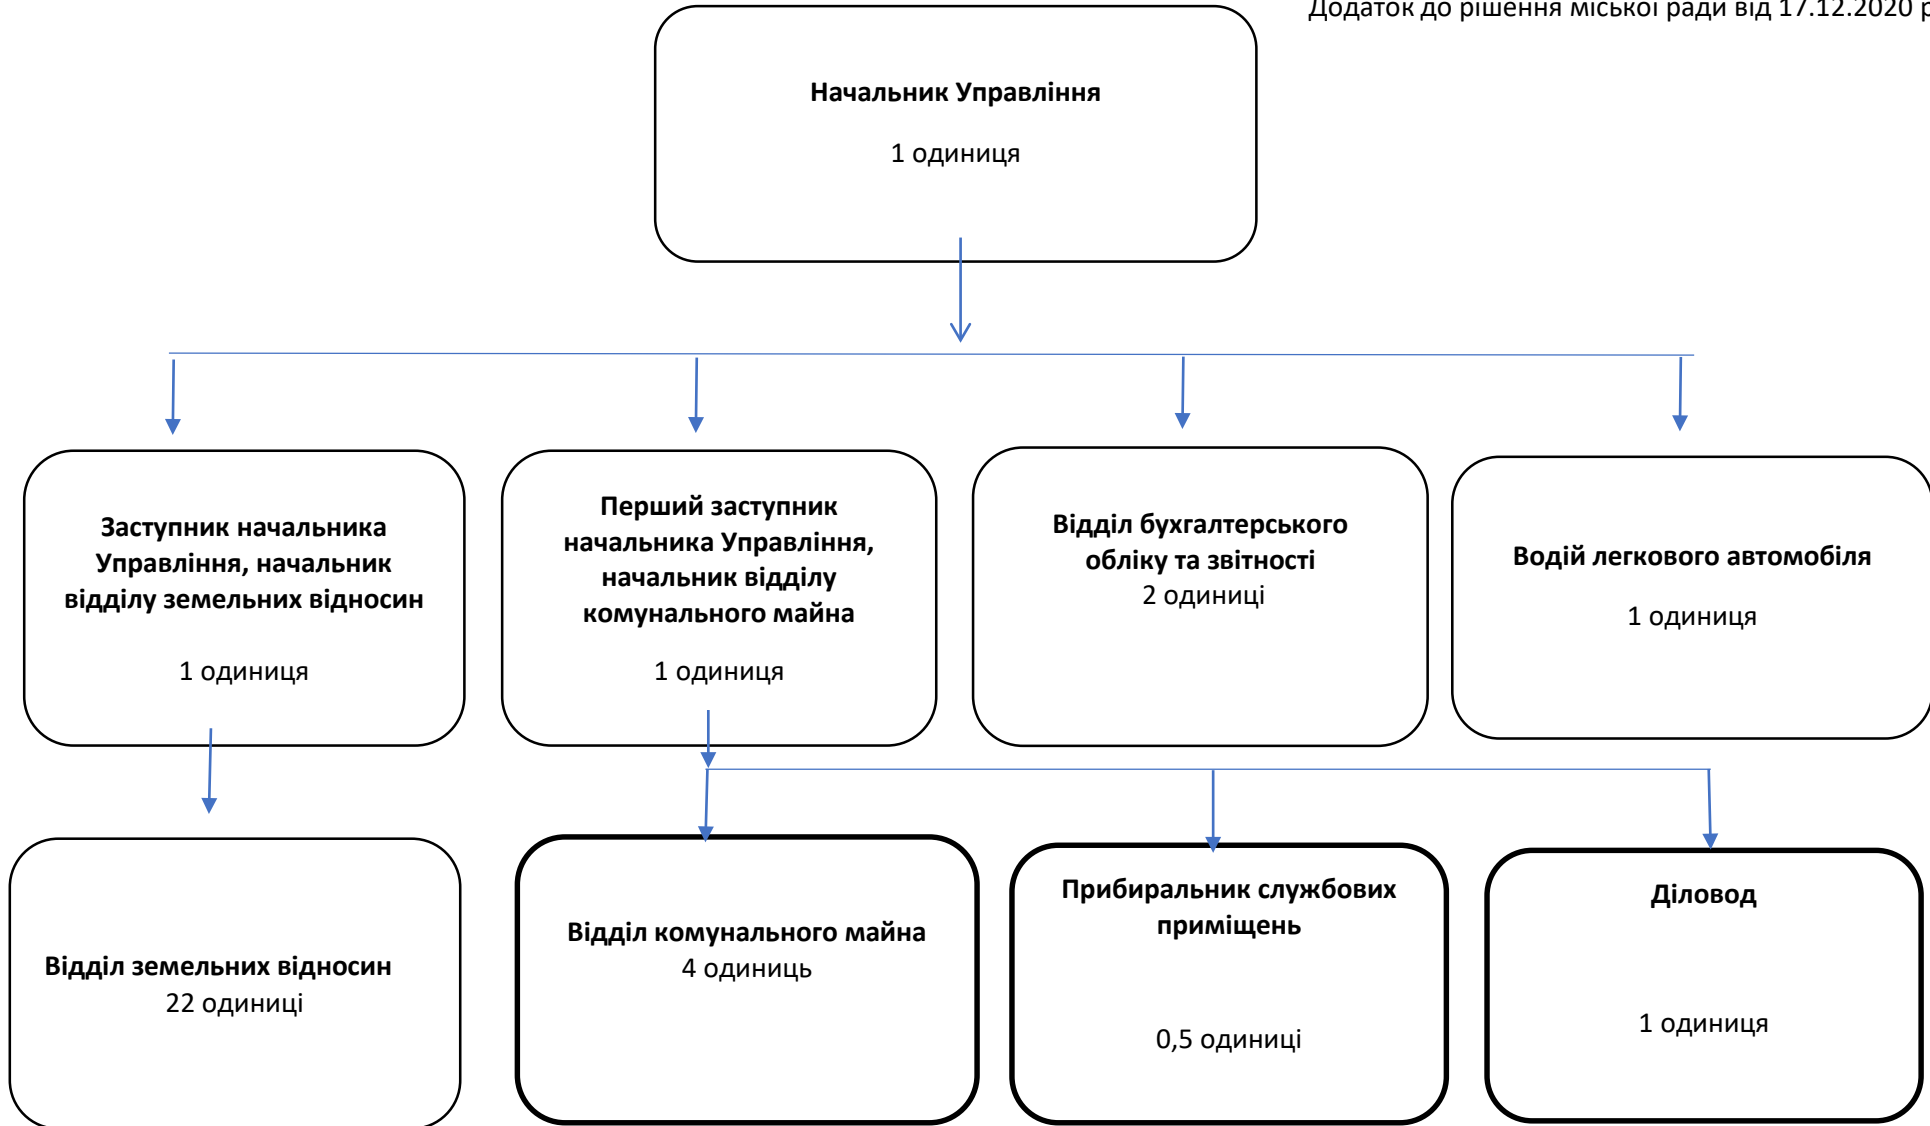 Додаток до рішення міської ради від 17.12.2020 р
Начальник Управління
1 одиниця
Заступник начальника
Управління, начальник
відділу земельних відносин
1 одиниця
Перший заступник
начальника Управління,
начальник відділу
комунального майна
1 одиниця
Відділ бухгалтерського
обліку та звітності
2 одиниці
Водій легкового автомобіля
1 одиниця
Відділ земельних відносин
22 одиниці
Відділ комунального майна
4 одиниць
Прибиральник службових
приміщень
0,5 одиниці
Діловод
1 одиниця